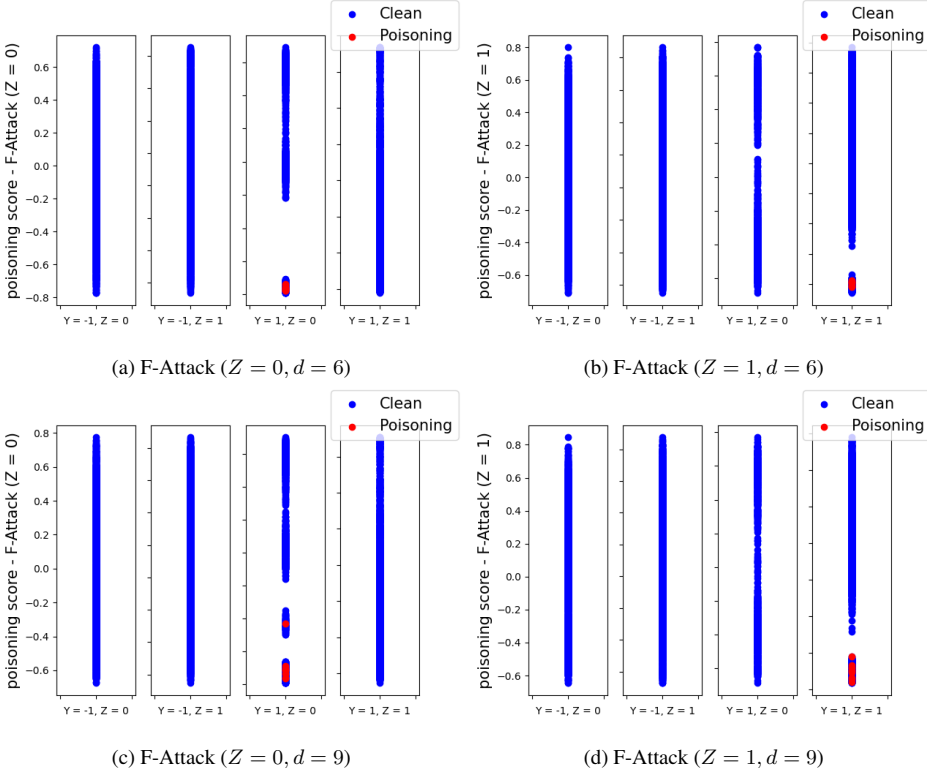 Clean
Poisoning
poisoning score - F-Attack (Z = 0)
0.6
0.4
0.2
0.0
−0.2
−0.4
−0.6
−0.8
Y = -1, Z = 0
Y = -1, Z = 1
Y = 1, Z = 0
Y = 1, Z = 1
(a) F-Attack (Z = 0, d = 6)
Clean
Poisoning
poisoning score - F-Attack (Z = 1)
0.8
0.6
0.4
0.2
0.0
−0.2
−0.4
−0.6
Y = -1, Z = 0
Y = -1, Z = 1
Y = 1, Z = 0
Y = 1, Z = 1
(b) F-Attack (Z = 1, d = 6)
Clean
Poisoning
poisoning score - F-Attack (Z = 0)
0.8
0.6
0.4
0.2
0.0
−0.2
−0.4
−0.6
Y = -1, Z = 0
Y = -1, Z = 1
Y = 1, Z = 0
Y = 1, Z = 1
(c) F-Attack (Z = 0, d = 9)
Clean
Poisoning
poisoning score - F-Attack (Z = 1)
0.8
0.6
0.4
0.2
0.0
−0.2
−0.4
−0.6
Y = -1, Z = 0
Y = -1, Z = 1
Y = 1, Z = 0
Y = 1, Z = 1
(d) F-Attack (Z = 1, d = 9)